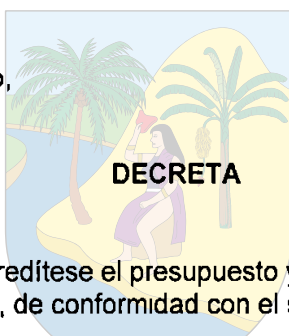 DECRETA
redítese el presupuesto y
, de conformidad con el s